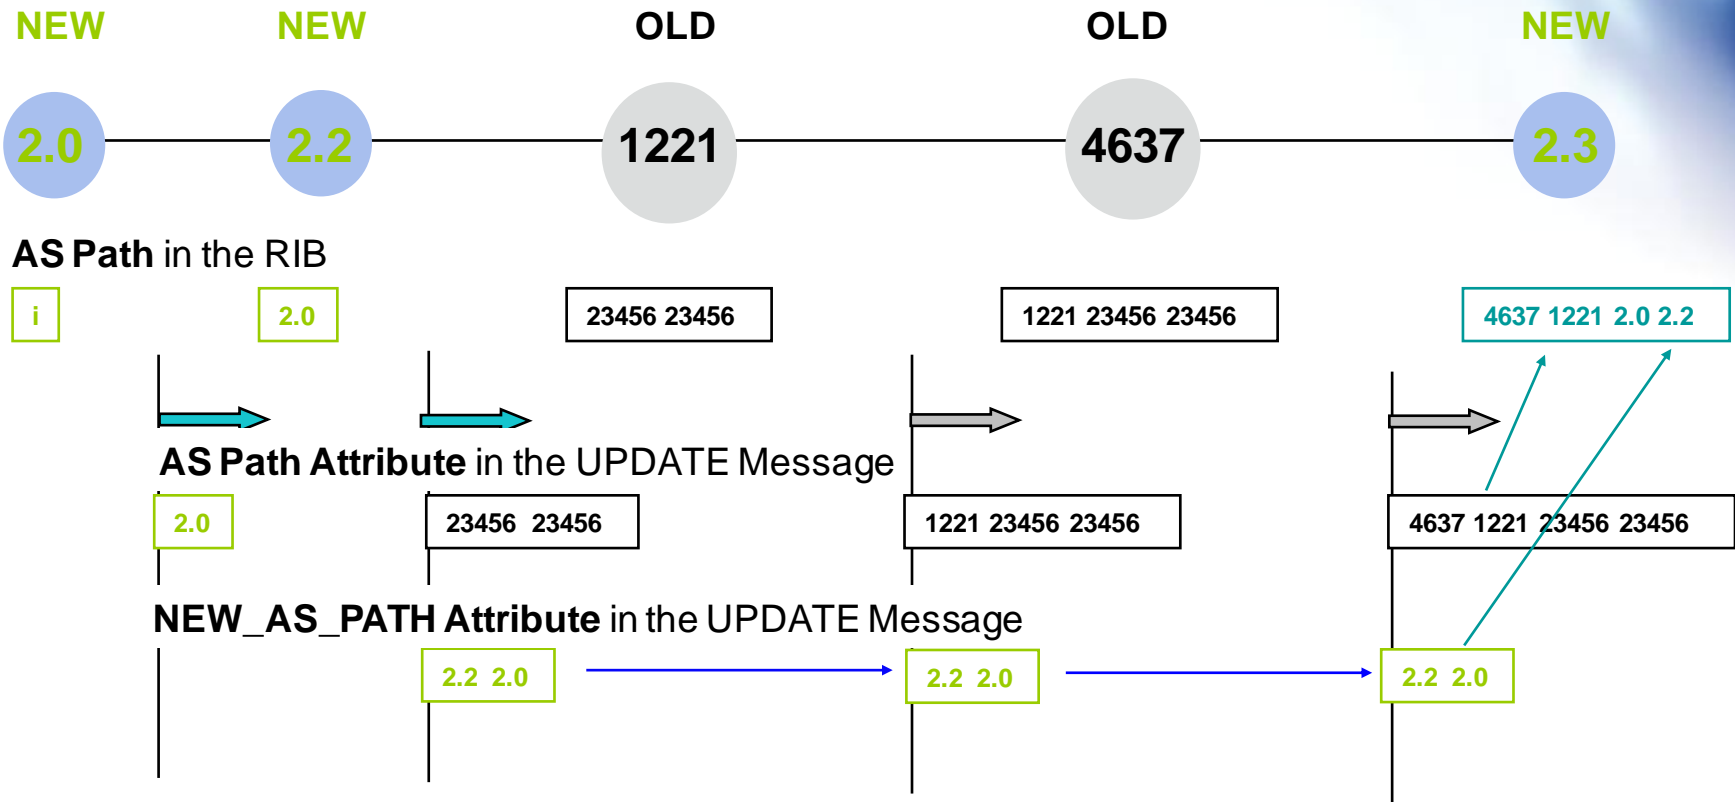 NEW NEW OLD OLD NEW
2.0 2.2 1221 4637 2.3
AS Path in the RIB
i 2.0 23456 23456 1221 23456 23456 4637 1221 2.0 2.2
AS Path Attribute in the UPDATE Message
2.0 23456 23456 1221 23456 23456 4637 1221 23456 23456
NEW_AS_PATH Attribute in the UPDATE Message
2.2 2.0 2.2 2.0 2.2 2.0